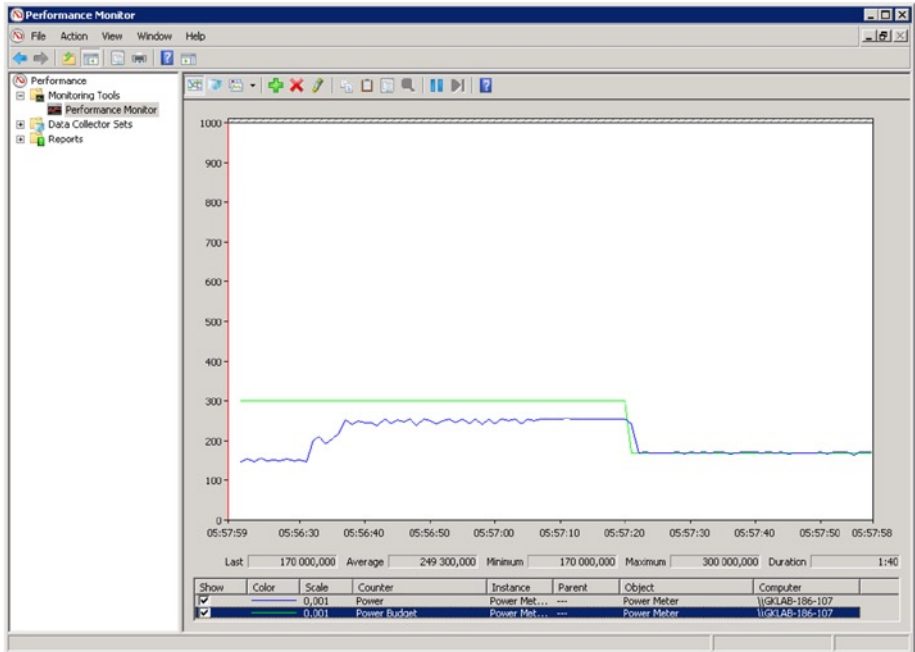 Performance Monitor
File Action View Window Help
Performance
Monitoring Tools
Performance Monitor
Data Collector Sets
Reports
1000
900
800
700
600
500
400
300
200
100
0
05:57:59 05:56:30 05:56:40 05:56:50 05:57:00 05:57:10 05:57:20 05:57:30 05:57:40 05:57:50 05:57:58
Last 170 000,000 Average 249 300,000 Minimum 170 000,000 Maximum 300 000,000 Duration 1:40
Show Color Scale Counter Instance Parent Object Computer
0,001 Power Power Met... --- Power Meter \\GKLAB-186-107
0,001 Power Budget Power Met... --- Power Meter \\GKLAB-186-107